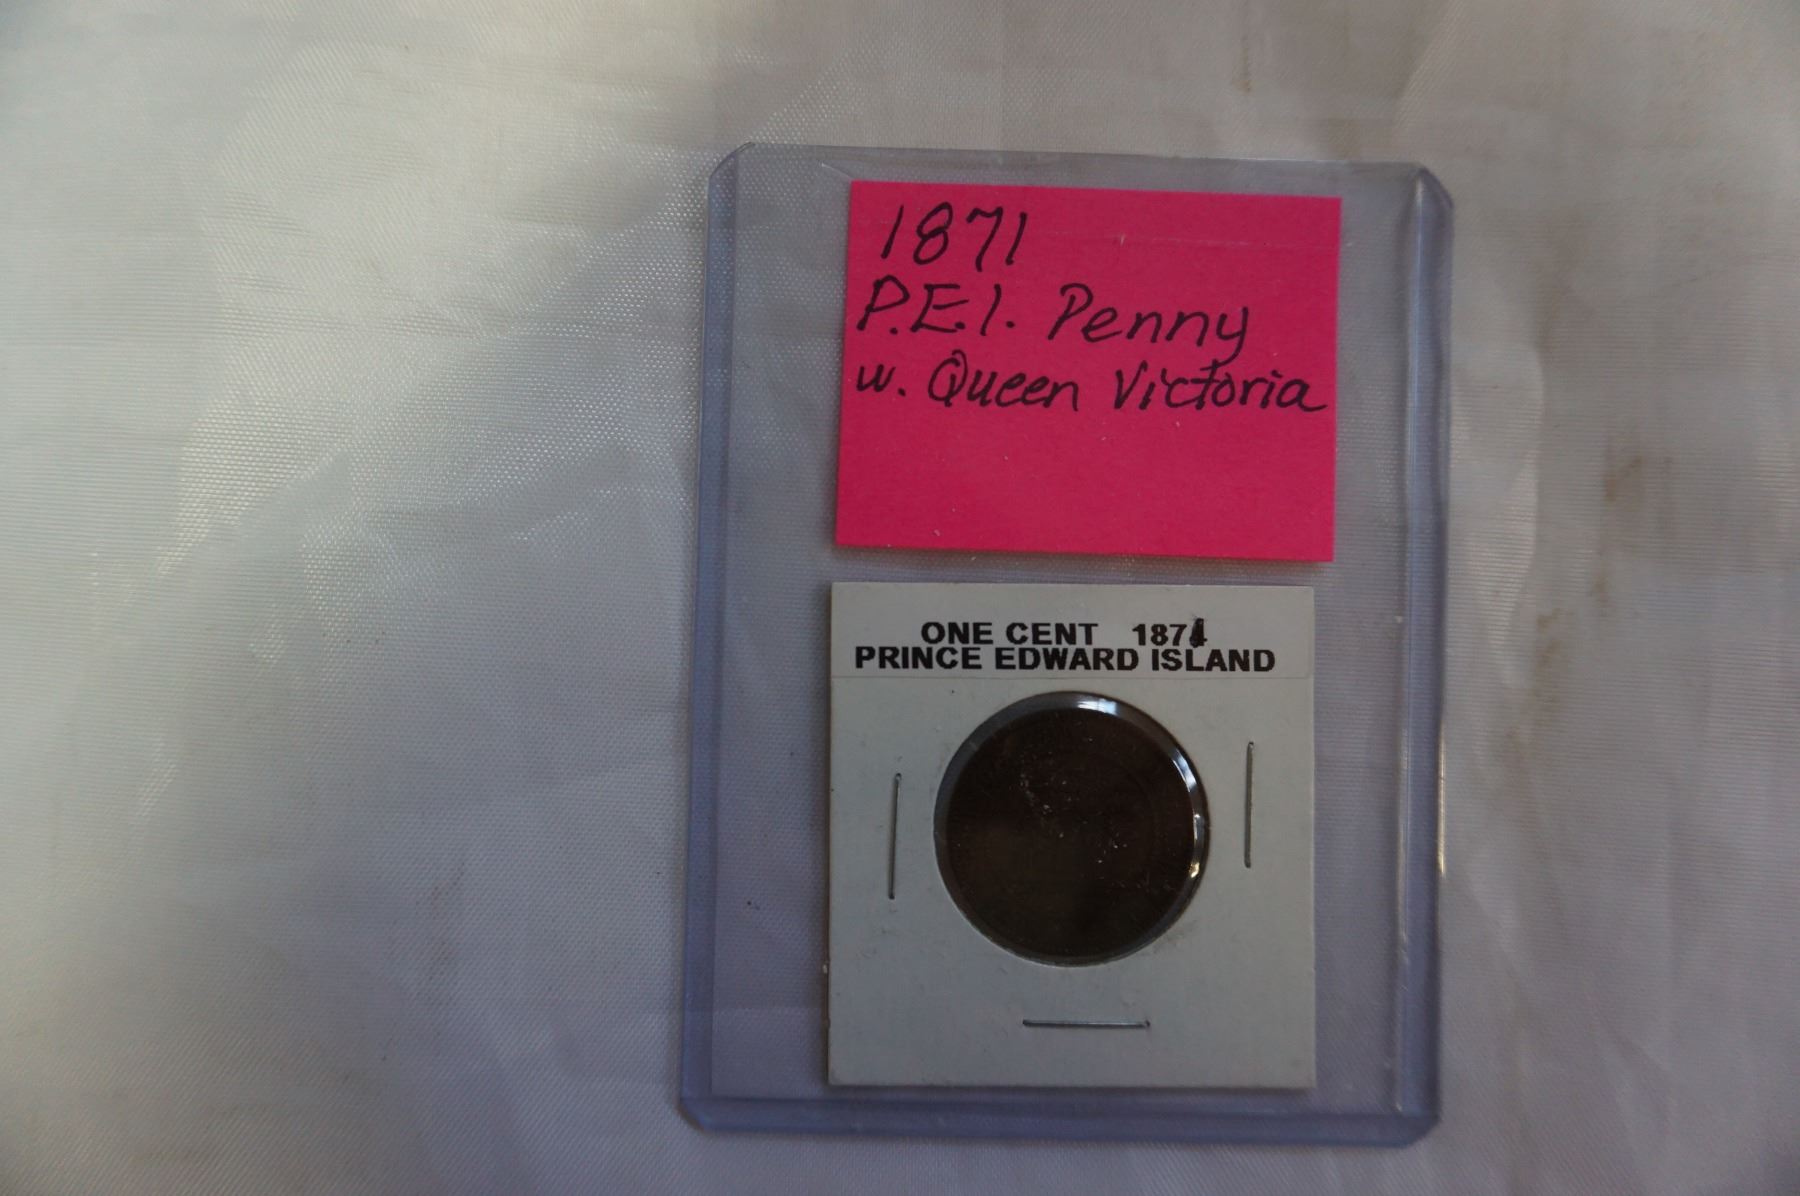 1871
P.E.I. Penny
w. Queen Victoria
ONE CENT 1871
PRINCE EDWARD ISLAND